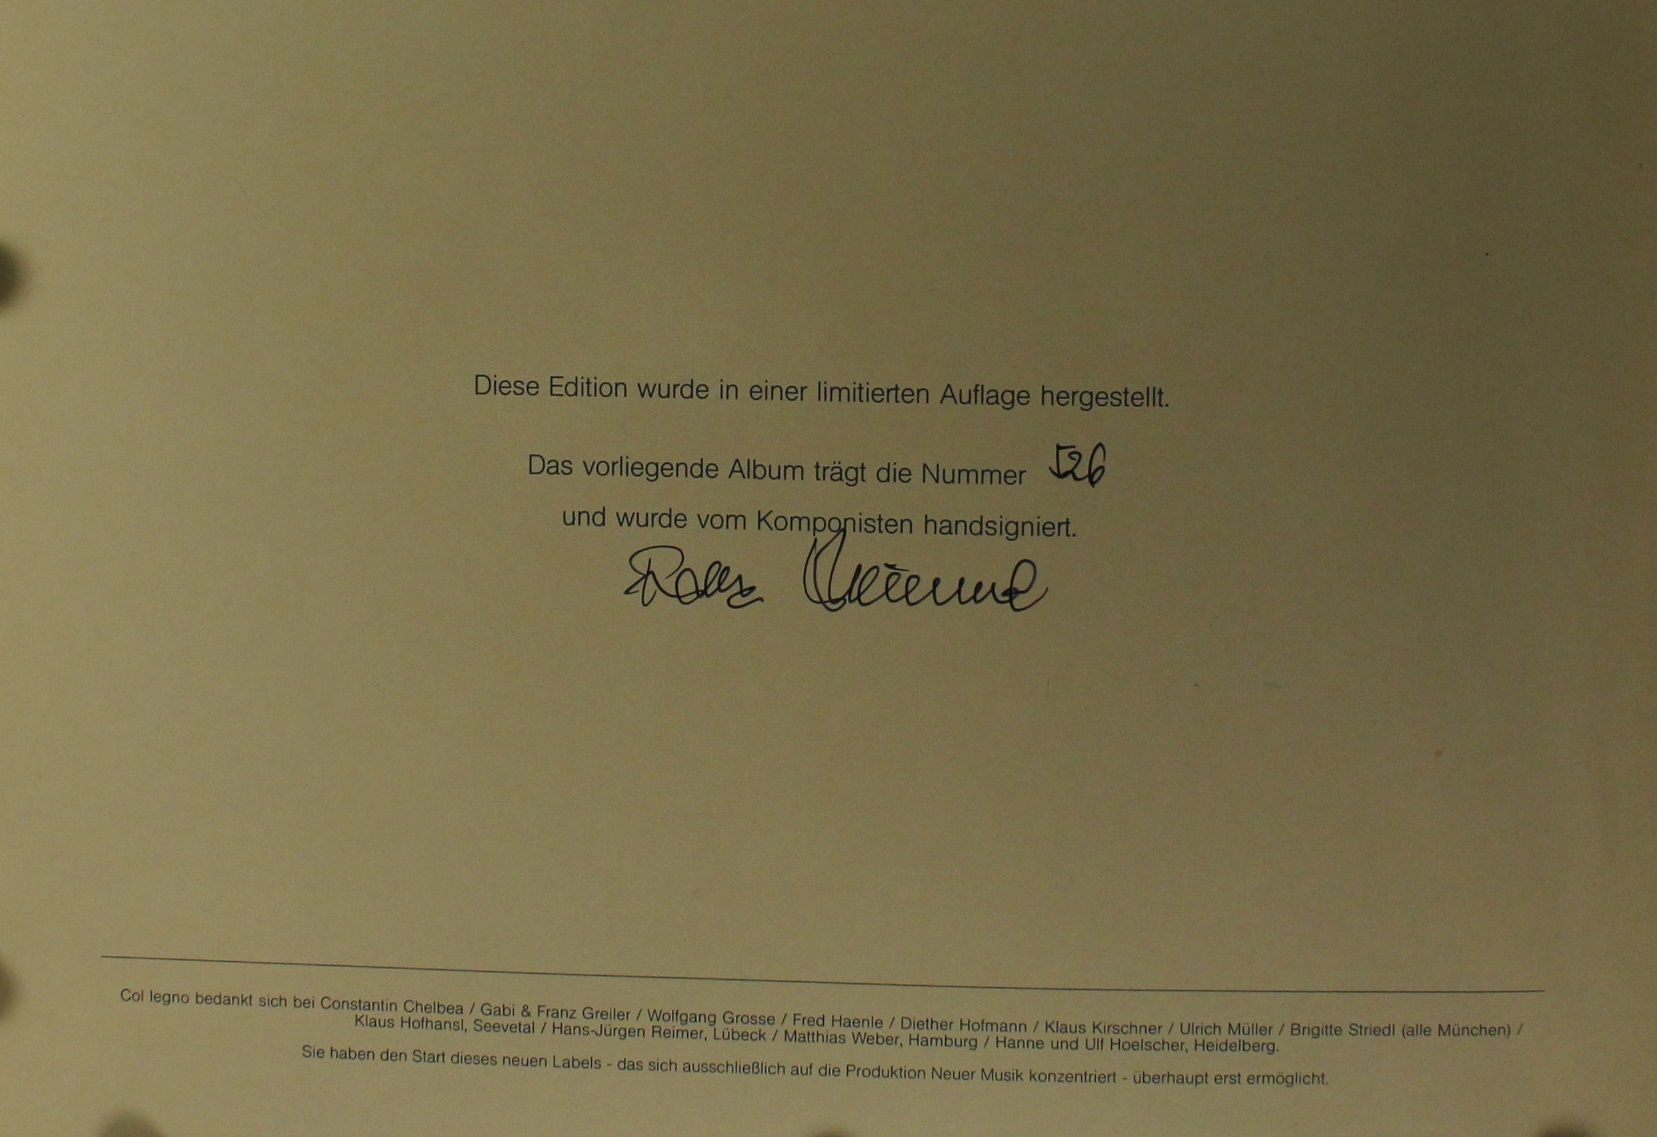 Diese Edition wurde in einer limitierten Auflage hergestellt.
Das vorliegende Album trägt die Nummer 526
und wurde vom Komponisten handsigniert.
Col legno bedankt sich bei Constantin Chelbea / Gabi & Franz Greiler / Wolfgang Grosse / Fred Haenle / Diether Hofmann / Klaus Kirschner / Ulrich Müller / Brigitte Striedl (alle München) /
Klaus Hofhansl, Seevetal / Hans-Jürgen Reimer, Lübeck / Matthias Weber, Hamburg / Hanne und Ulf Hoelscher, Heidelberg.
Sie haben den Start dieses neuen Labels - das sich ausschließlich auf die Produktion Neuer Musik konzentriert - überhaupt erst ermöglicht.